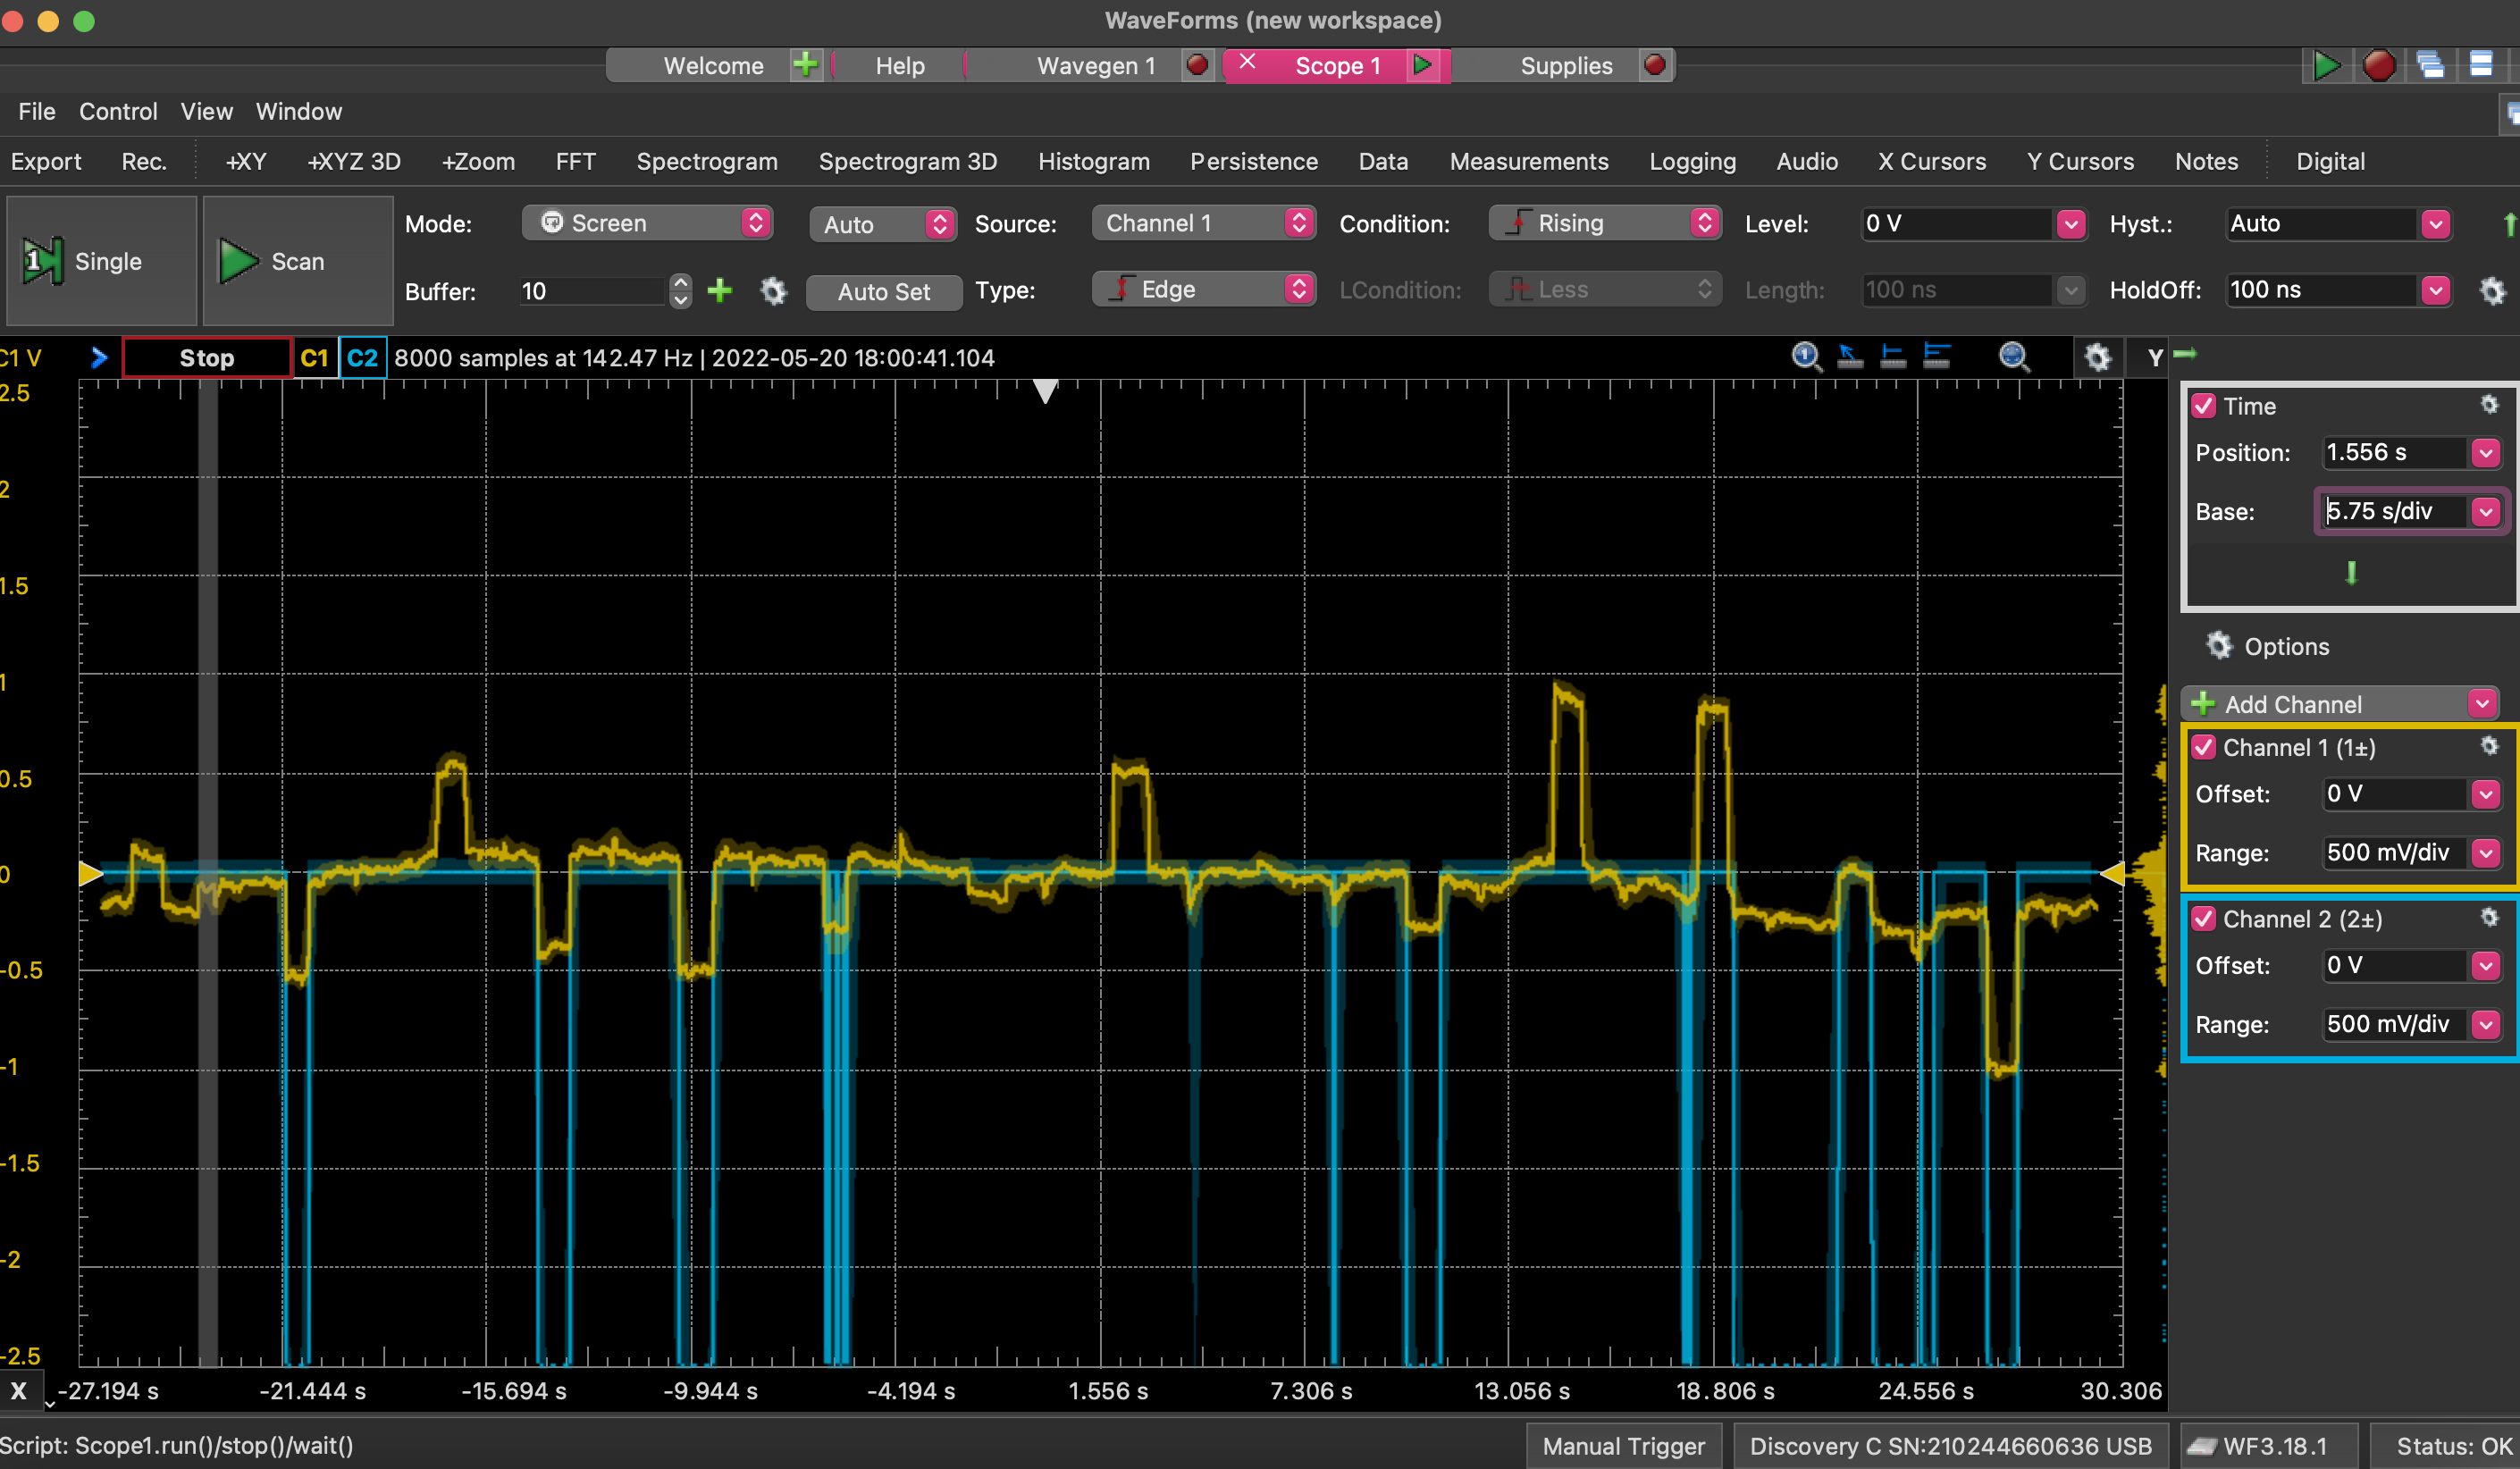 WaveForms (new workspace)
Welcome Help Wavegen 1 Scope 1 Supplies
File Control View Window
Export Rec. +XY +XYZ 3D +Zoom FFT Spectrogram Spectrogram 3D Histogram Persistence Data Measurements Logging Audio X Cursors Y Cursors Notes Digital
1 Single Scan Mode: Screen Auto Source: Channel 1 Condition: Rising Level: 0 V Hyst.: Auto
Buffer: 10 Auto Set Type: Edge LCondition: Less Length: 100 ns HoldOff: 100 ns
C1 V Stop C1 C2 8000 samples at 142.47 Hz | 2022-05-20 18:00:41.104 Y
2.5
2
1.5
1
0.5
0
-0.5
-1
-1.5
-2
-2.5
X -27.194 s -21.444 s -15.694 s -9.944 s -4.194 s 1.556 s 7.306 s 13.056 s 18.806 s 24.556 s 30.306
Time
Position: 1.556 s
Base: 5.75 s/div
Options
Add Channel
Channel 1 (1±)
Offset: 0 V
Range: 500 mV/div
Channel 2 (2±)
Offset: 0 V
Range: 500 mV/div
Script: Scope1.run()/stop()/wait() Manual Trigger Discovery C SN:210244660636 USB WF3.18.1 Status: OK